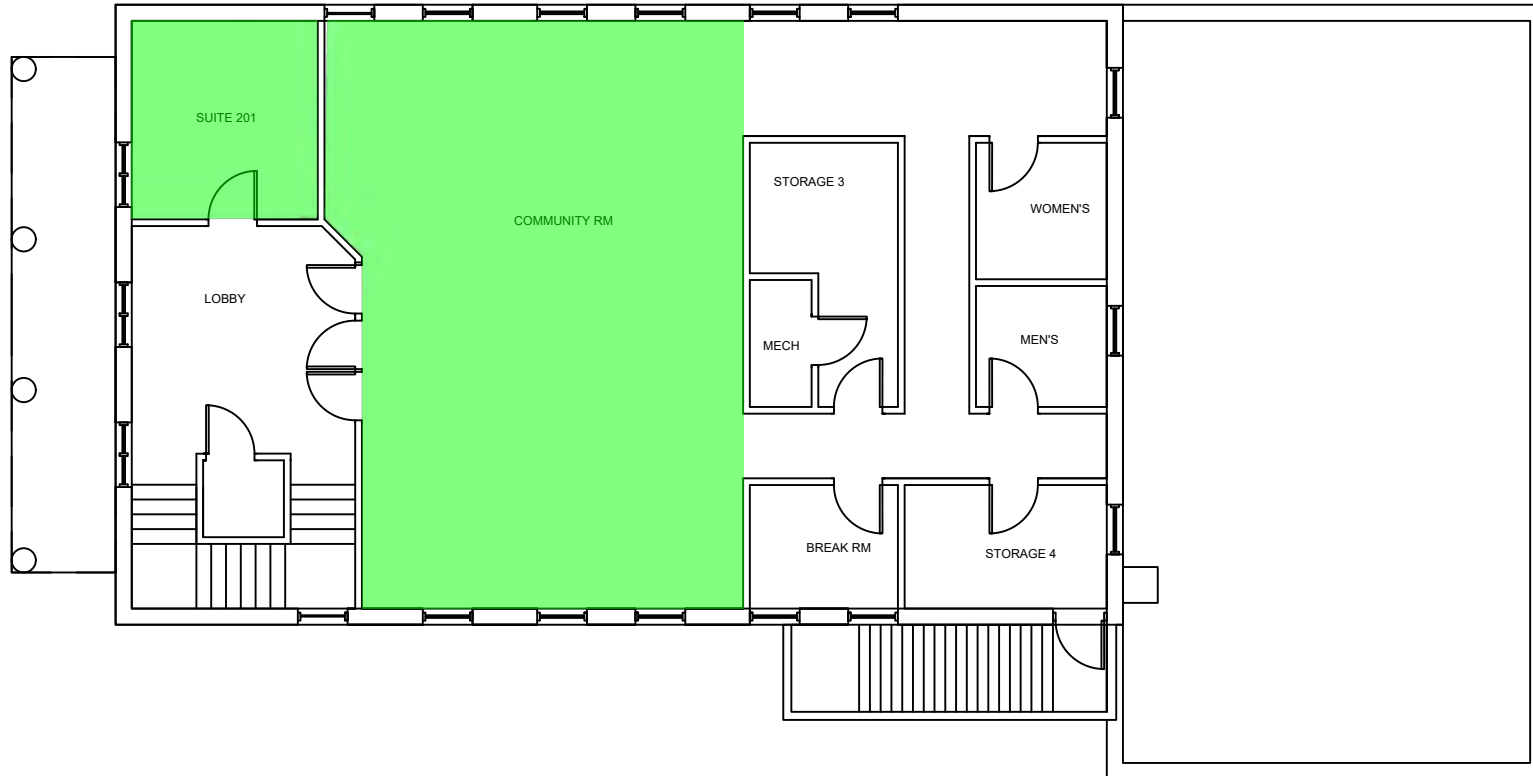 SUITE 201
STORAGE 3
WOMEN'S
COMMUNITY RM
LOBBY
MECH
MEN'S
BREAK RM
STORAGE 4